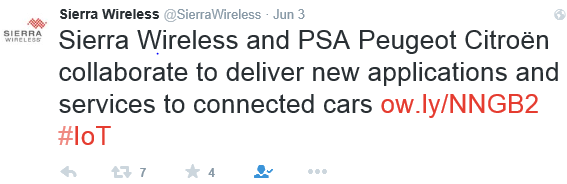 SIERRA
WIRELESS
Sierra Wireless @SierraWireless · Jun 3
Sierra Wireless and PSA Peugeot Citroën
collaborate to deliver new applications and
services to connected cars ow.ly/NNGB2
#IoT
7 4